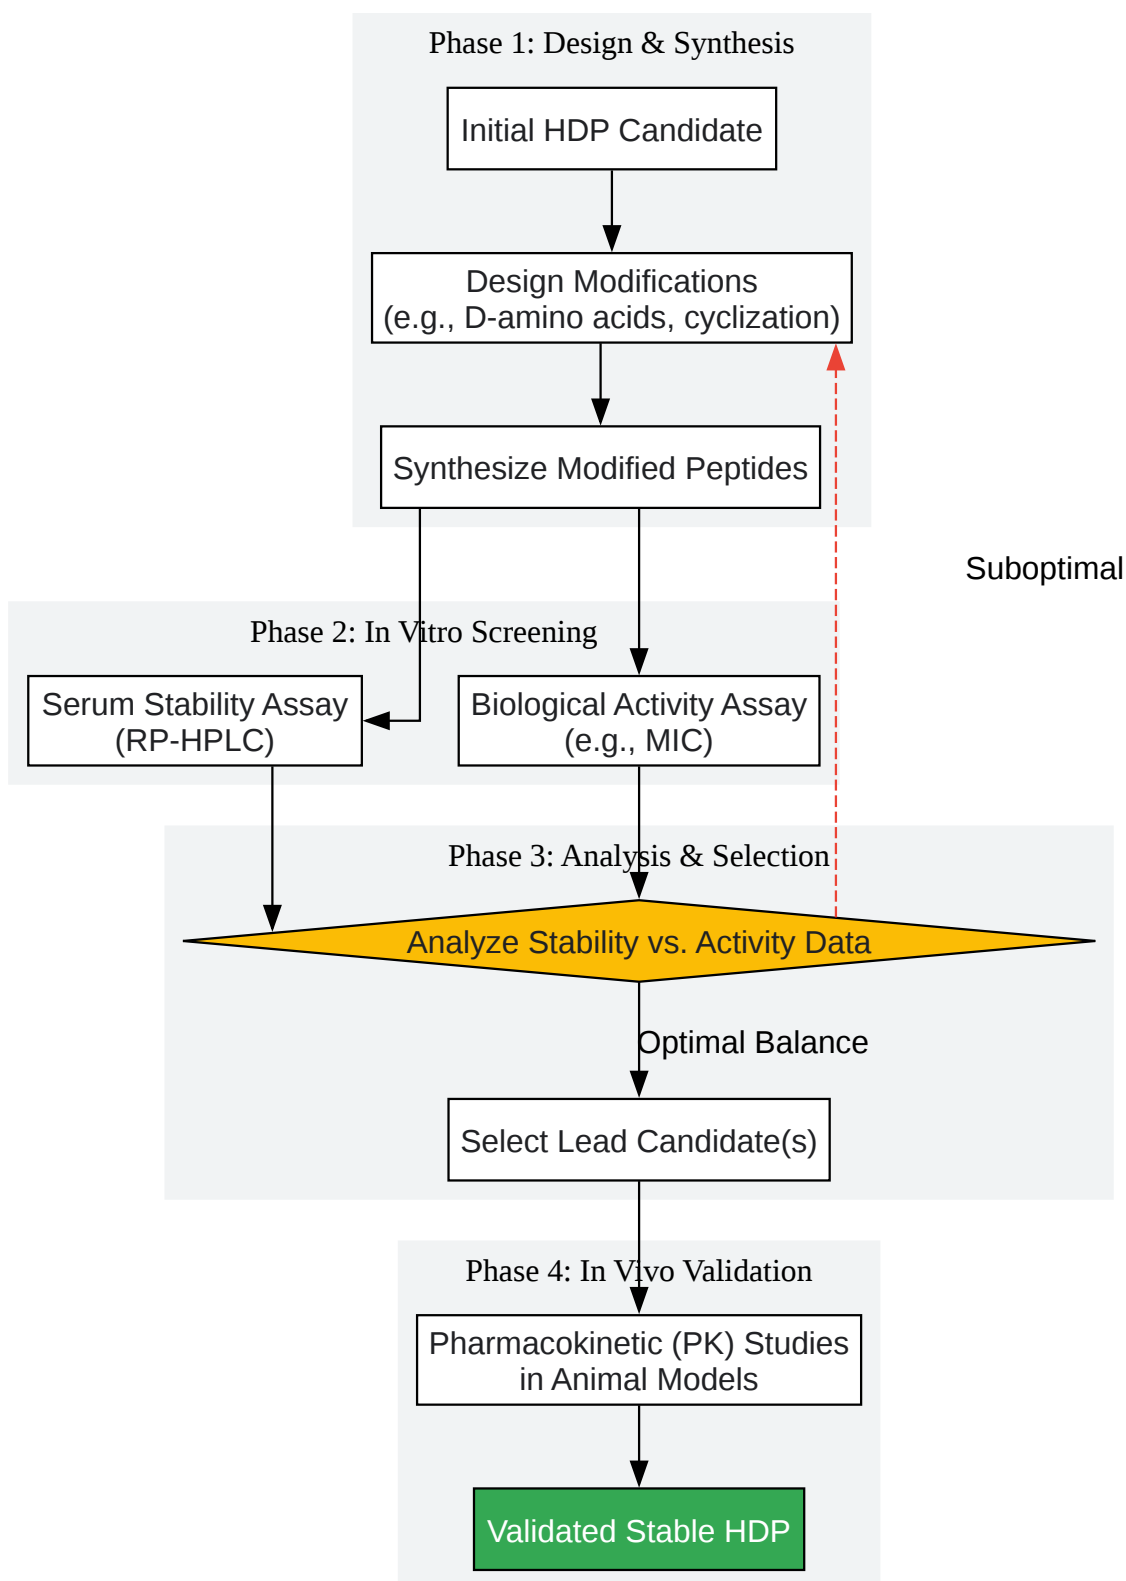 Phase 1: Design & Synthesis
Initial HDP Candidate
Design Modifications
(e.g., D-amino acids, cyclization)
Synthesize Modified Peptides
Suboptimal
Phase 2: In Vitro Screening
Serum Stability Assay
(RP-HPLC)
Biological Activity Assay
(e.g., MIC)
Phase 3: Analysis & Selection
Analyze Stability vs. Activity Data
Optimal Balance
Select Lead Candidate(s)
Phase 4: In Vivo Validation
Pharmacokinetic (PK) Studies
in Animal Models
Validated Stable HDP